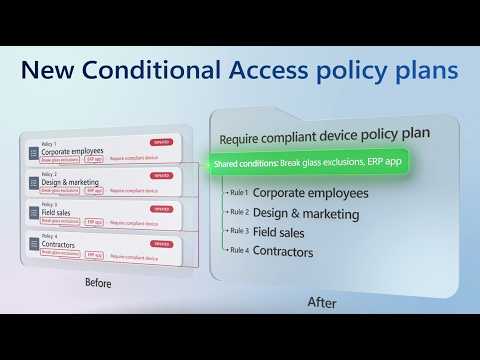 New Conditional Access policy plans
Policy 1
Corporate employees
Break glass exclusions + ERP app → Require compliant device
REPEATED
Policy 2
Design & marketing
Break glass exclusions + ERP app → Require compliant device
REPEATED
Policy 3
Field sales
Break glass exclusions + ERP app → Require compliant device
REPEATED
Policy 4
Contractors
Break glass exclusions + ERP app → Require compliant device
REPEATED
Before
Require compliant device policy plan
Shared conditions: Break glass exclusions, ERP app
Rule 1 Corporate employees
Rule 2 Design & marketing
Rule 3 Field sales
Rule 4 Contractors
After